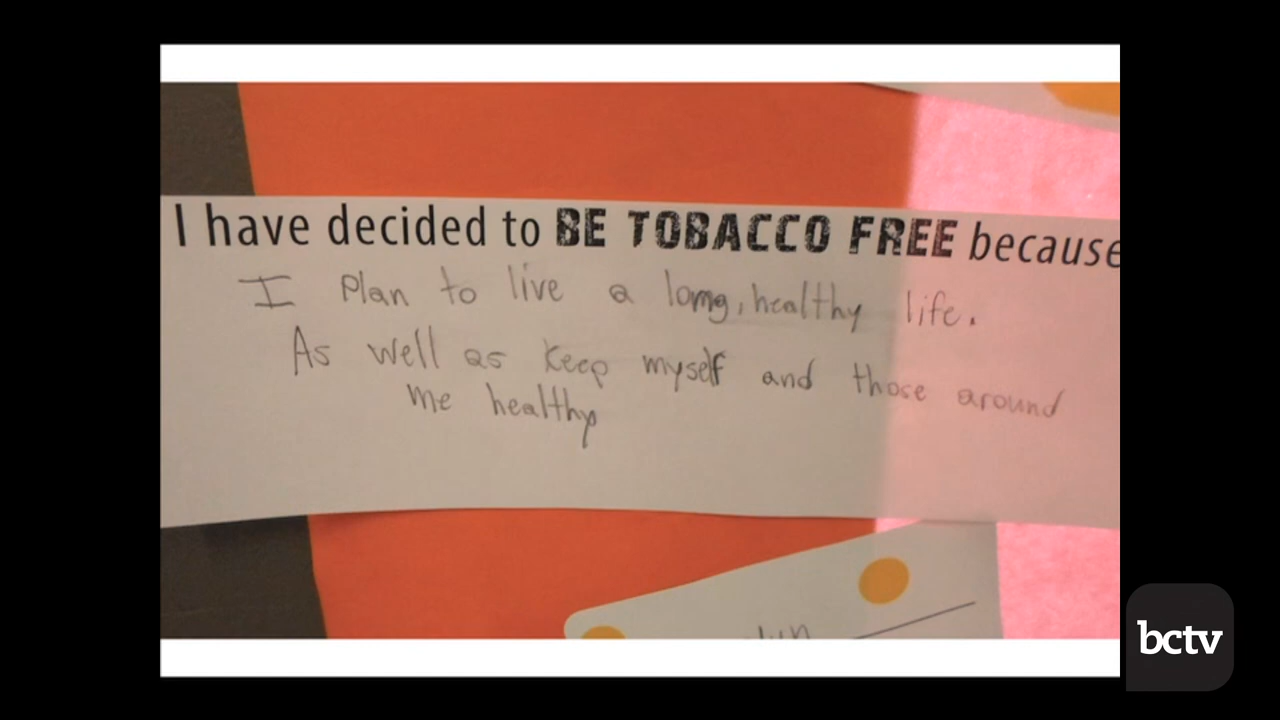 I have decided to BE TOBACCO FREE because
I plan to live a long, healthy life.
As well as keep myself and those around
me healthy
bctv